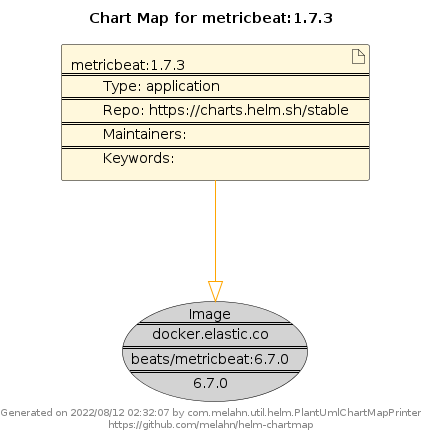 Chart Map for metricbeat:1.7.3
metricbeat:1.7.3
Type: application
Repo: https://charts.helm.sh/stable
Maintainers:
Keywords:
Image
docker.elastic.co
beats/metricbeat:6.7.0
6.7.0
Generated on 2022/08/12 02:32:07 by com.melahn.util.helm.PlantUmlChartMapPrinter
https://github.com/melahn/helm-chartmap